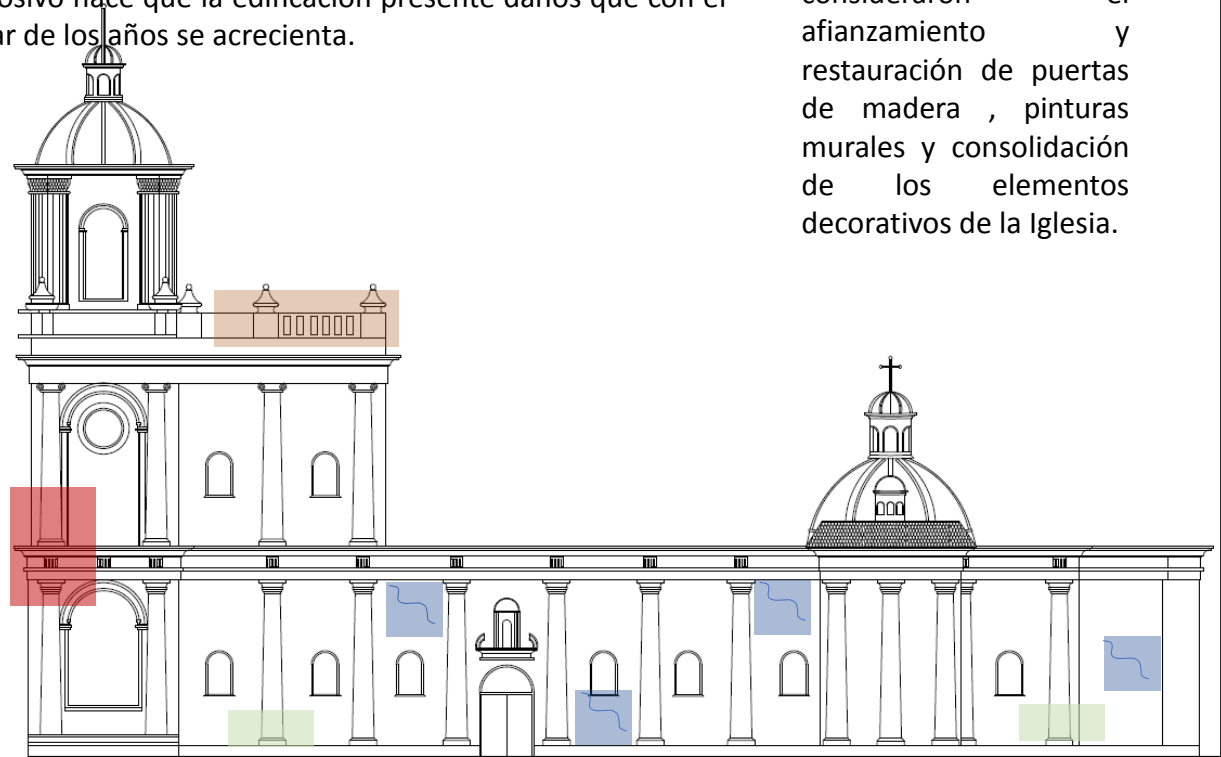 osivo hace que la edificación presente daños que con el
ar de los años se acrecienta.
consideraron el
afianzamiento y
restauración de puertas
de madera , pinturas
murales y consolidación
de los elementos
decorativos de la Iglesia.